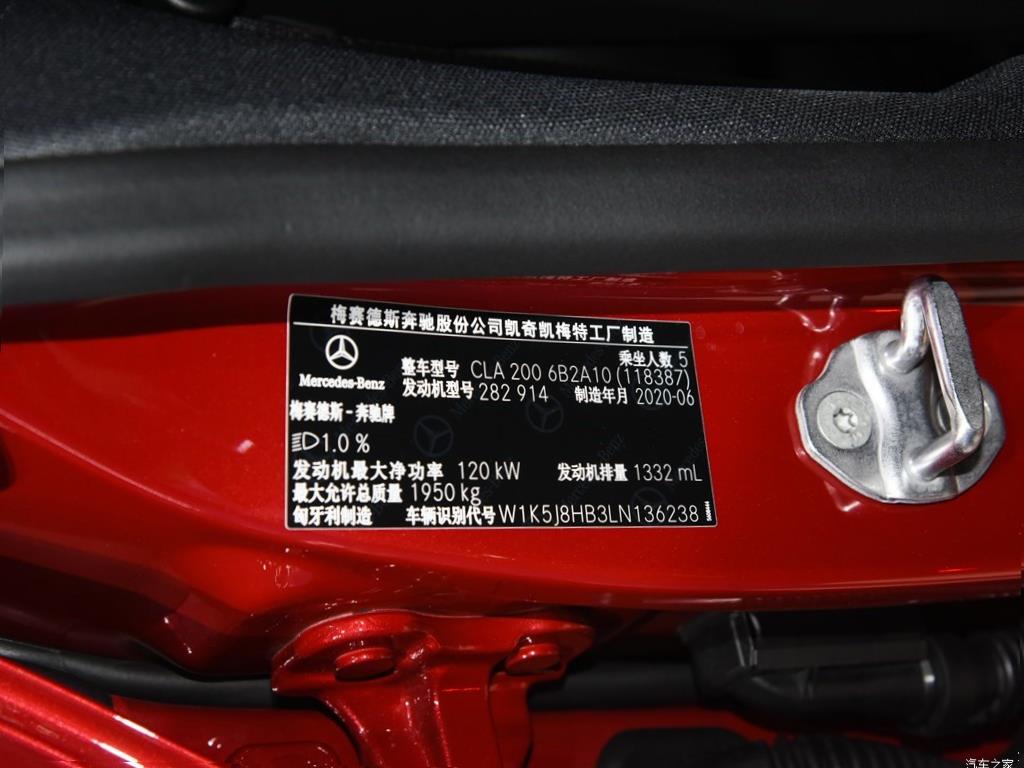 梅赛德斯奔驰股份公司凯奇凯梅特工厂制造
乘坐人数 5
Mercedes-Benz
整车型号 CLA 200 6B2A10 (118387)
发动机型号 282 914 制造年月 2020-06
梅赛德斯-奔驰牌
1.0 %
发动机最大净功率 120 kW 发动机排量 1332 mL
最大允许总质量 1950 kg
匈牙利制造 车辆识别代号 W1K5J8HB3LN136238
汽车之家